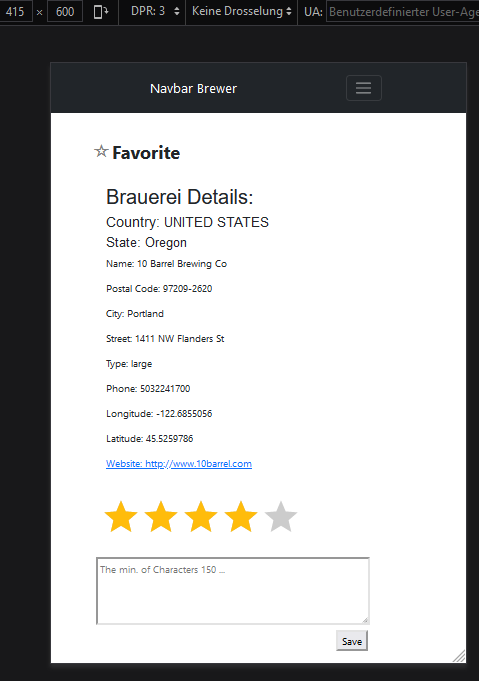 415 × 600 DPR: 3 Keine Drosselung UA: Benutzerdefinierter User-Age
Navbar Brewer
Favorite
Brauerei Details:
Country: UNITED STATES
State: Oregon
Name: 10 Barrel Brewing Co
Postal Code: 97209-2620
City: Portland
Street: 1411 NW Flanders St
Type: large
Phone: 5032241700
Longitude: -122.6855056
Latitude: 45.5259786
Website: http://www.10barrel.com
The min. of Characters 150 ...
Save